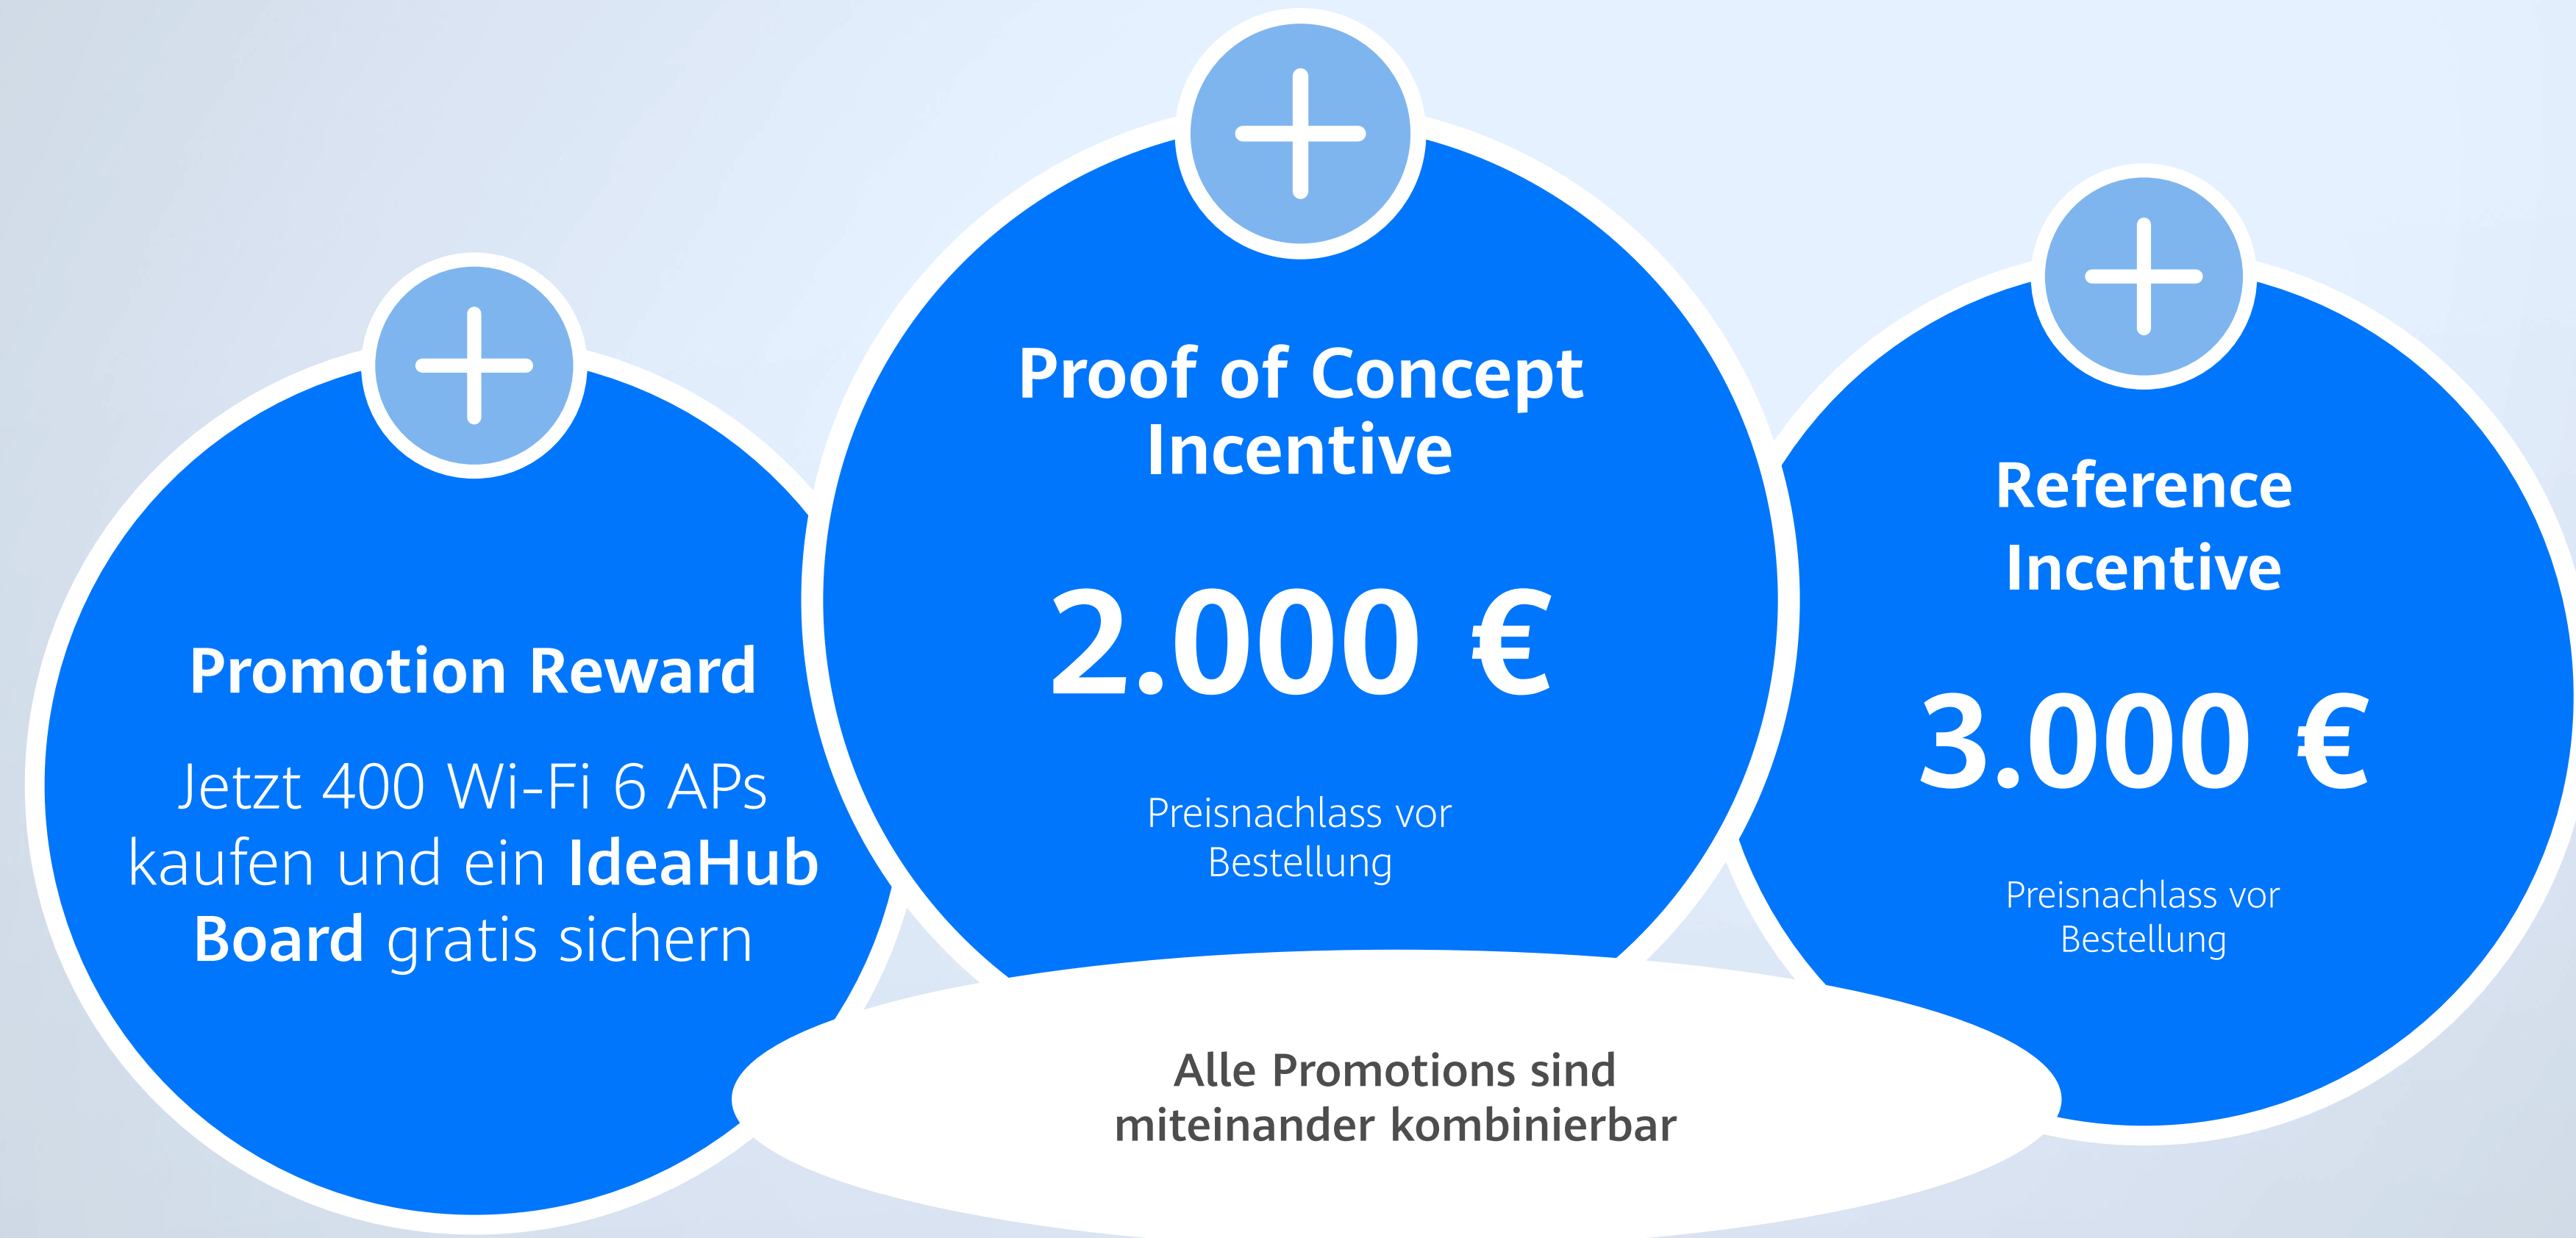 Promotion Reward
Jetzt 400 Wi-Fi 6 APs
kaufen und ein IdeaHub
Board gratis sichern
Proof of Concept
Incentive
2.000 €
Preisnachlass vor
Bestellung
Reference
Incentive
3.000 €
Preisnachlass vor
Bestellung
Alle Promotions sind
miteinander kombinierbar